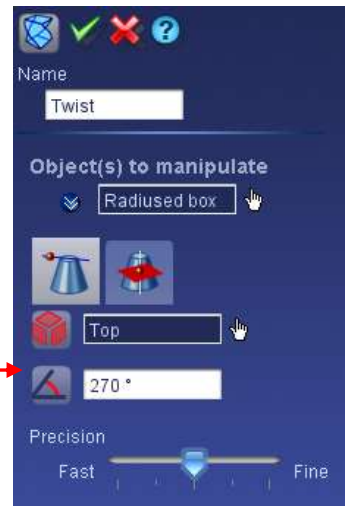 ?
Name
Twist
Object(s) to manipulate
Radiused box
Top
270 °
Precision
Fast Fine